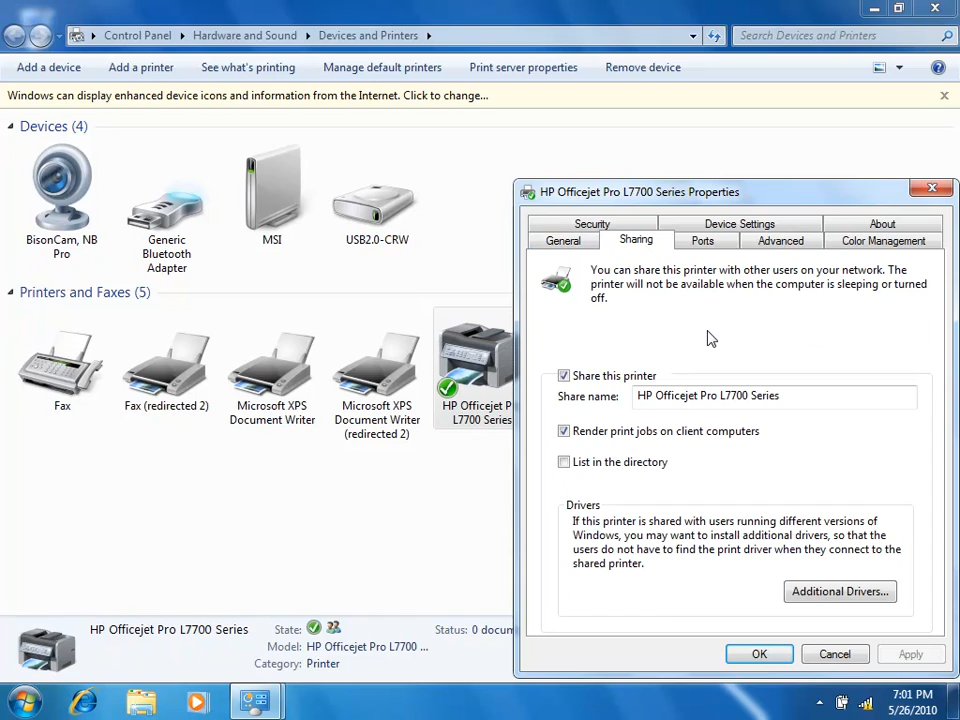 Control Panel Hardware and Sound Devices and Printers
Search Devices and Printers
Add a device Add a printer See what's printing Manage default printers Print server properties Remove device
Windows can display enhanced device icons and information from the Internet. Click to change...
Devices (4)
BisonCam, NB
Pro
Generic
Bluetooth
Adapter
MSI
USB2.0-CRW
Printers and Faxes (5)
Fax
Fax (redirected 2)
Microsoft XPS
Document Writer
Microsoft XPS
Document Writer
(redirected 2)
HP Officejet P
L7700 Series
HP Officejet Pro L7700 Series Properties
Security Device Settings About
General Sharing Ports Advanced Color Management
You can share this printer with other users on your network. The
printer will not be available when the computer is sleeping or turned
off.
Share this printer
Share name: HP Officejet Pro L7700 Series
Render print jobs on client computers
List in the directory
Drivers
If this printer is shared with users running different versions of
Windows, you may want to install additional drivers, so that the
users do not have to find the print driver when they connect to the
shared printer.
Additional Drivers...
OK Cancel Apply
HP Officejet Pro L7700 Series
State:
Status: 0 docum
Model: HP Officejet Pro L7700 ...
Category: Printer
7:01 PM
5/26/2010